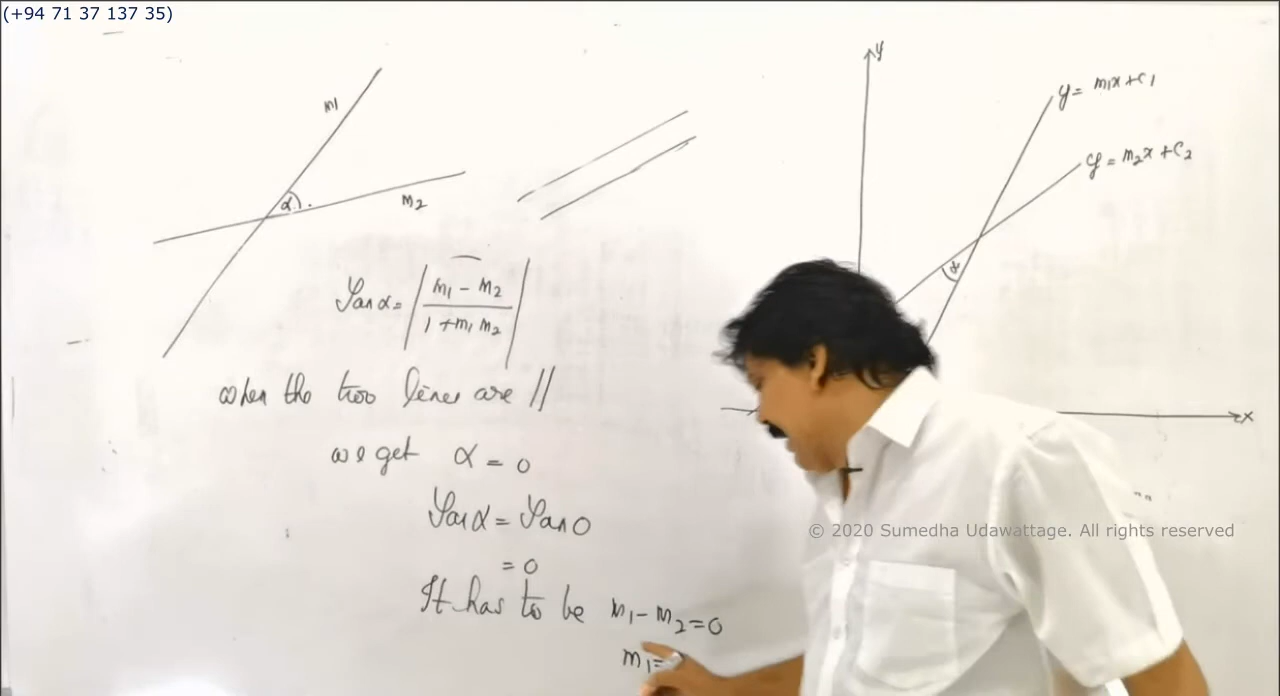 (+94 71 37 137 35)
y
m1
y = m1x + c1
y = m2x + c2
α
m2
α
Tan α = | m1 - m2 / 1 + m1 m2 |
when the two lines are //
x
we get α = 0
Tan α = Tan 0
© 2020 Sumedha Udawattage. All rights reserved
= 0
It has to be m1 - m2 = 0
m1 =